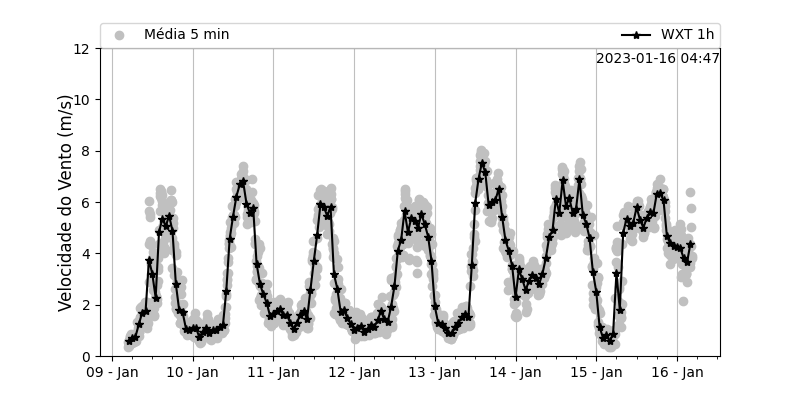 Média 5 min
WXT 1h
2023-01-16 04:47
Velocidade do Vento (m/s)
12
10
8
6
4
2
0
09 - Jan 10 - Jan 11 - Jan 12 - Jan 13 - Jan 14 - Jan 15 - Jan 16 - Jan